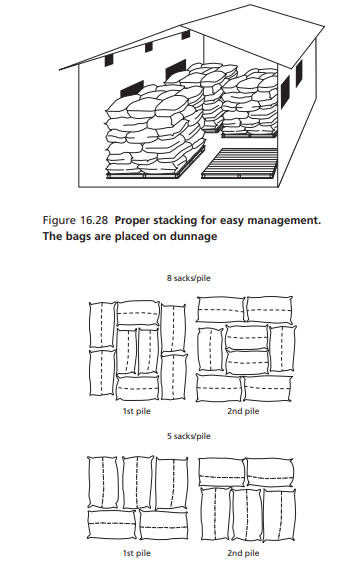 Figure 16.28 Proper stacking for easy management.
The bags are placed on dunnage
8 sacks/pile
1st pile
2nd pile
5 sacks/pile
1st pile
2nd pile